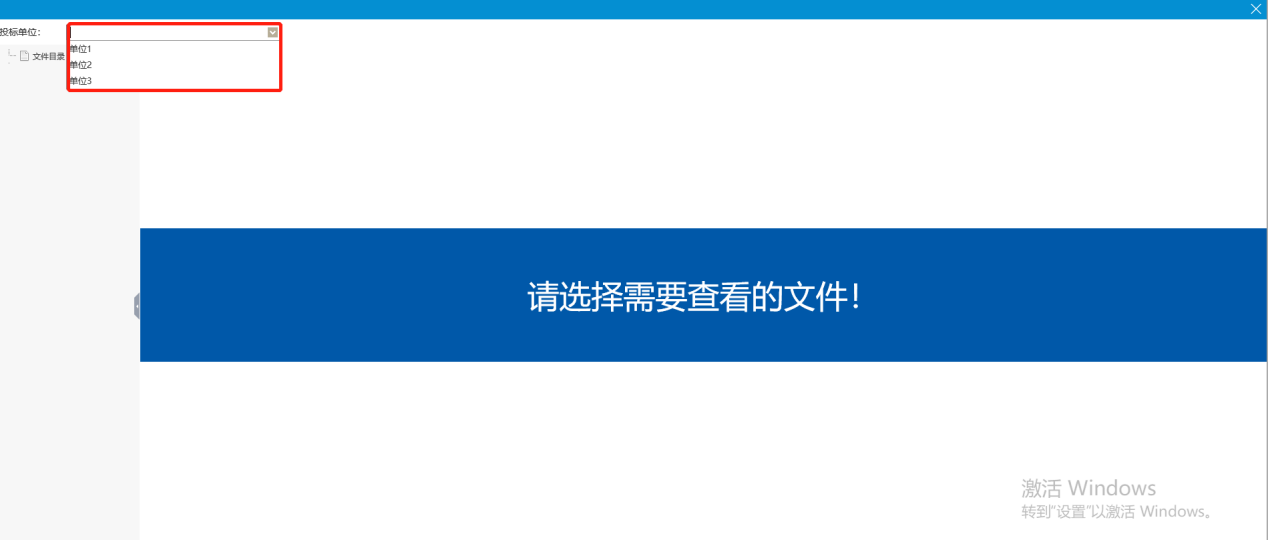 投标单位：
单位1
文件目录
单位2
单位3
请选择需要查看的文件！
激活 Windows
转到"设置"以激活 Windows。